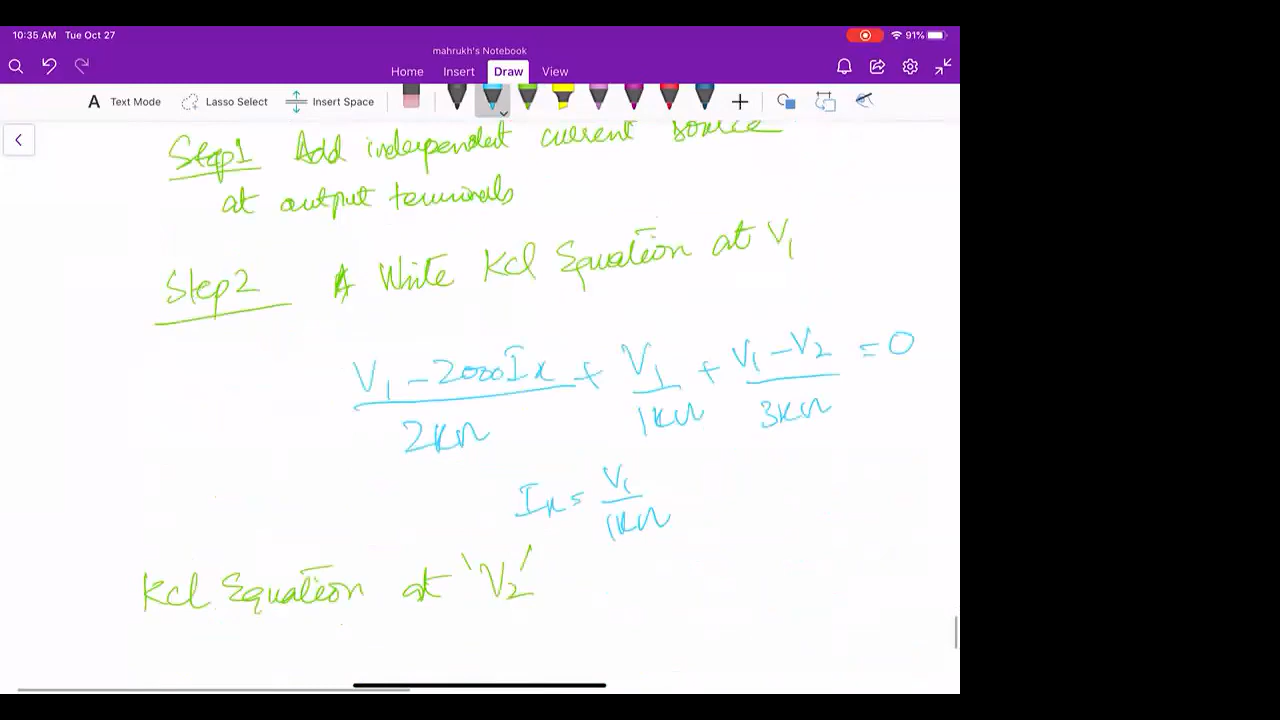 10:35 AM Tue Oct 27
91%
mahrukh's Notebook
Home Insert Draw View
A Text Mode Lasso Select Insert Space
Step1 Add independent current source
at output terminals
Step2 A Write KCl Equation at V₁
(V₁ - 2000Ix)/2KΩ + V₁/1KΩ + (V₁ - V₂)/3KΩ = 0
Ix = V₁/1KΩ
KCl Equation at 'V₂'